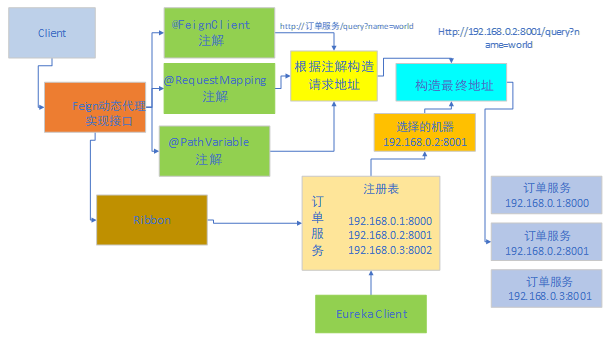 Client
@FeignClient
注解
http://订单服务/query?name=world
Http://192.168.0.2:8001/query?n
ame=world
@RequestMapping
注解
根据注解构造
请求地址
构造最终地址
Feign动态代理
实现接口
选择的机器
192.168.0.2:8001
@PathVariable
注解
注册表
订
单
服
务
192.168.0.1:8000
192.168.0.2:8001
192.168.0.3:8002
Ribbon
订单服务
192.168.0.1:8000
订单服务
192.168.0.2:8001
订单服务
192.168.0.3:8001
Eureka Client